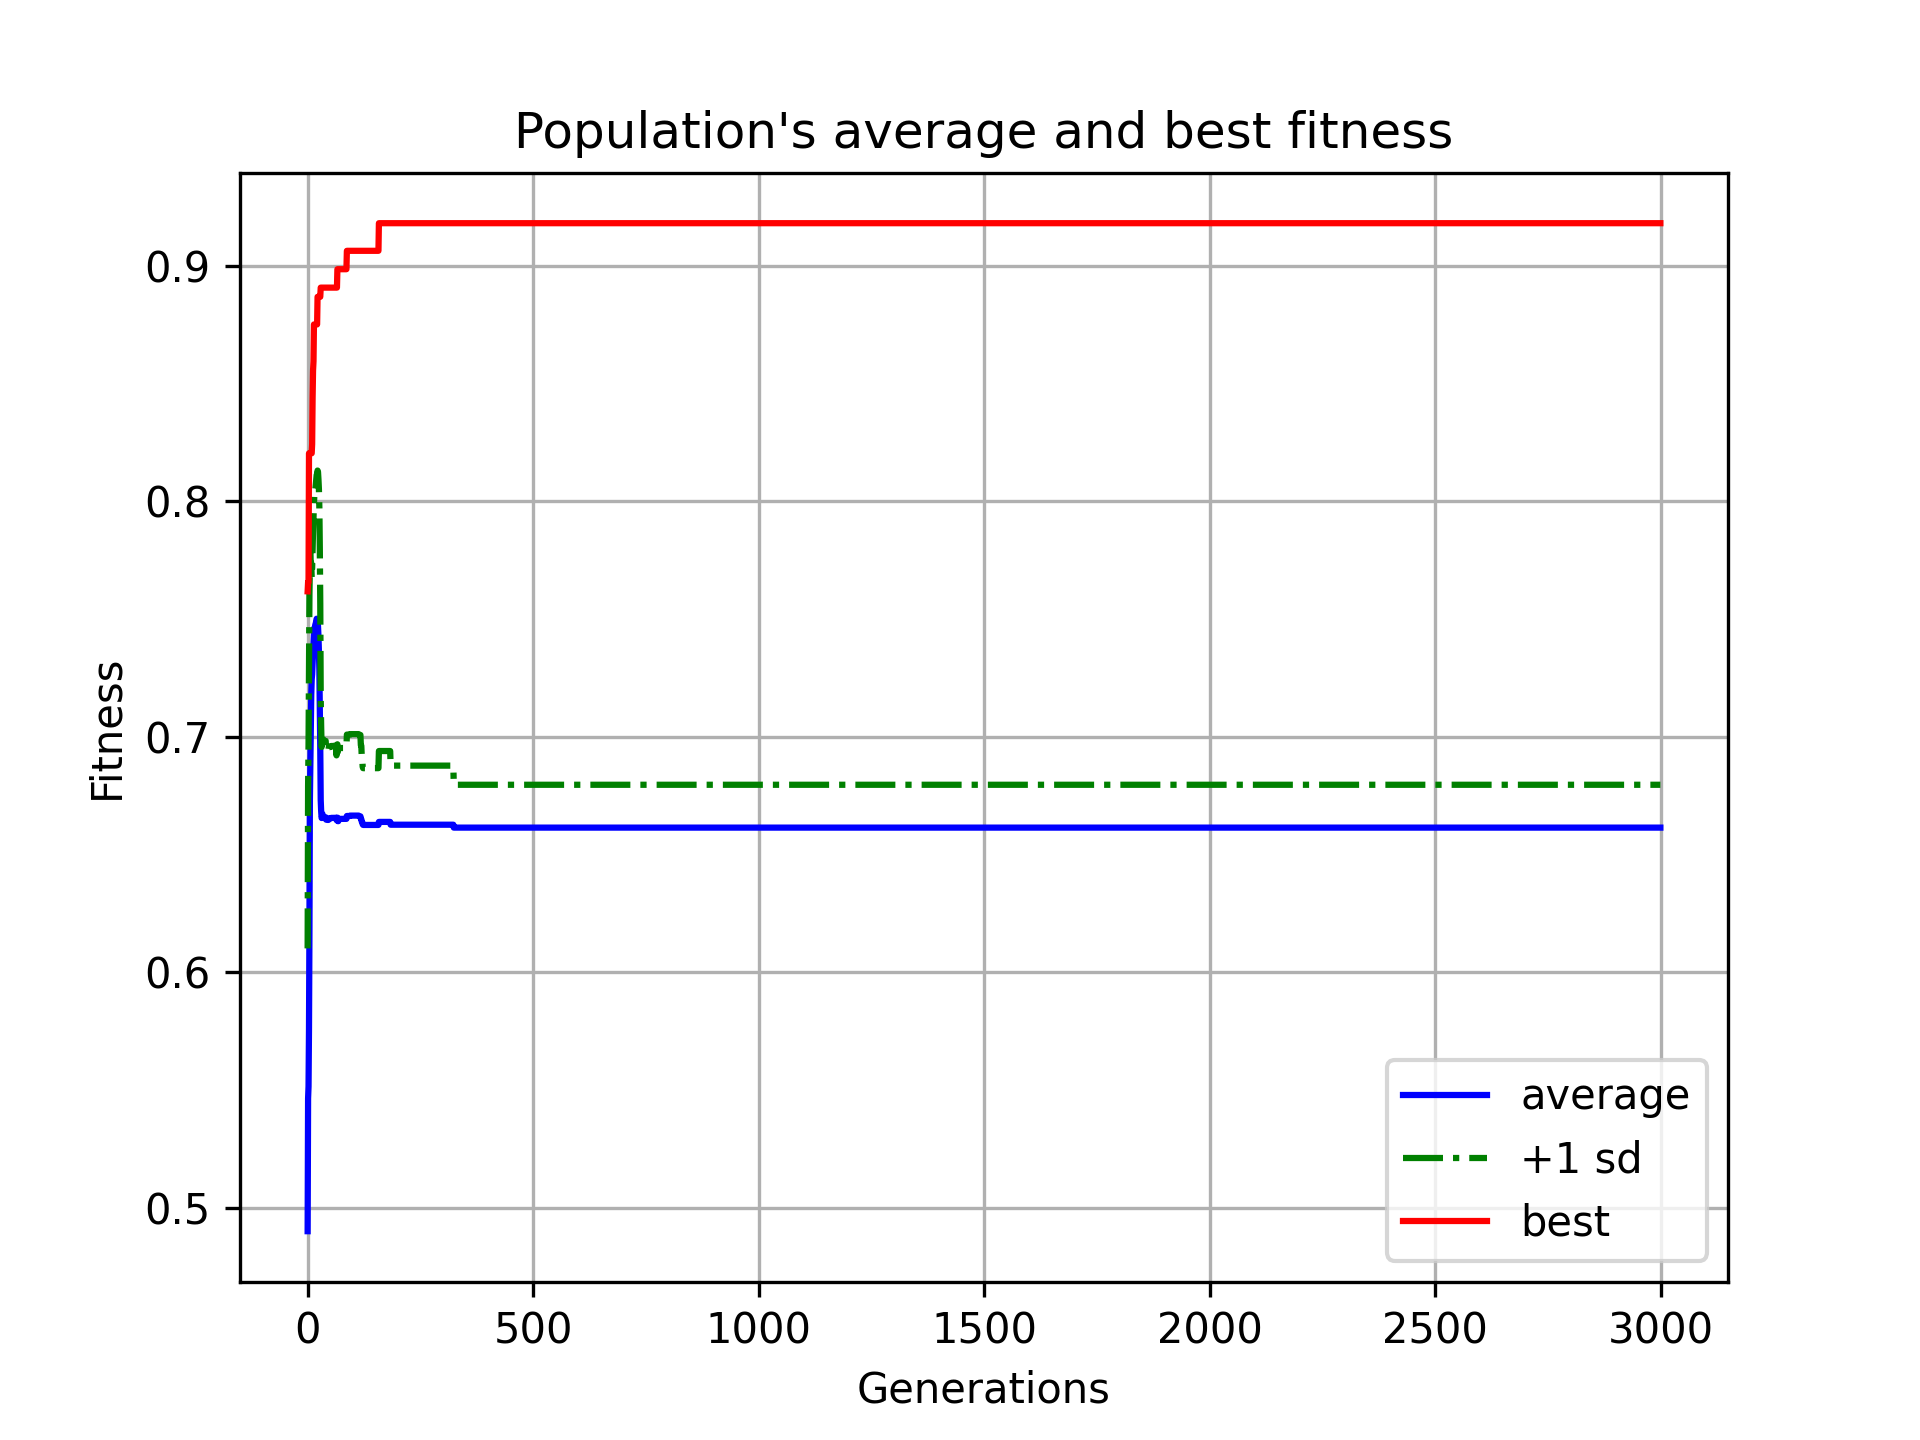 Population's average and best fitness
Fitness
0.9
0.8
0.7
0.6
0.5
average
+1 sd
best
0 500 1000 1500 2000 2500 3000
Generations